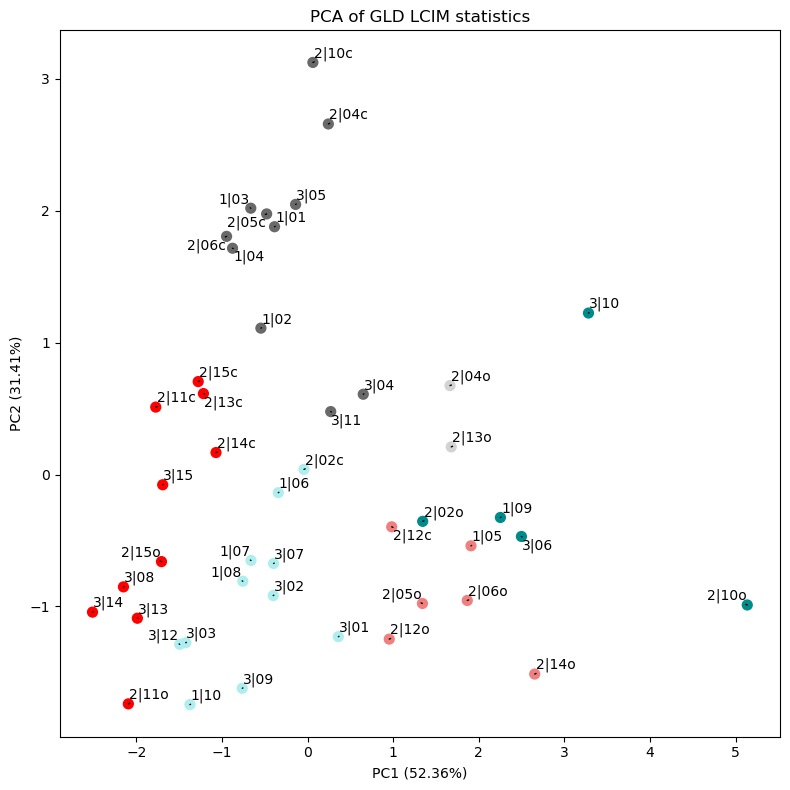 PCA of GLD LCIM statistics
2|10c
3
2|04c
1|03
3|05
2
2|05c
1|01
2|06c
1|04
3|10
1|02
1
2|15c
2|04o
3|04
2|11c
2|13c
3|11
PC2 (31.41%)
2|14c
2|13o
2|02c
0
3|15
1|06
2|02o
1|09
2|12c
1|05
3|06
2|15o
1|07
3|07
3|08
1|08
3|02
2|05o
2|06o
2|10o
3|14
−1
3|13
3|12
3|03
3|01
2|12o
2|14o
3|09
2|11o
1|10
−2
−1
0
1
2
3
4
5
PC1 (52.36%)